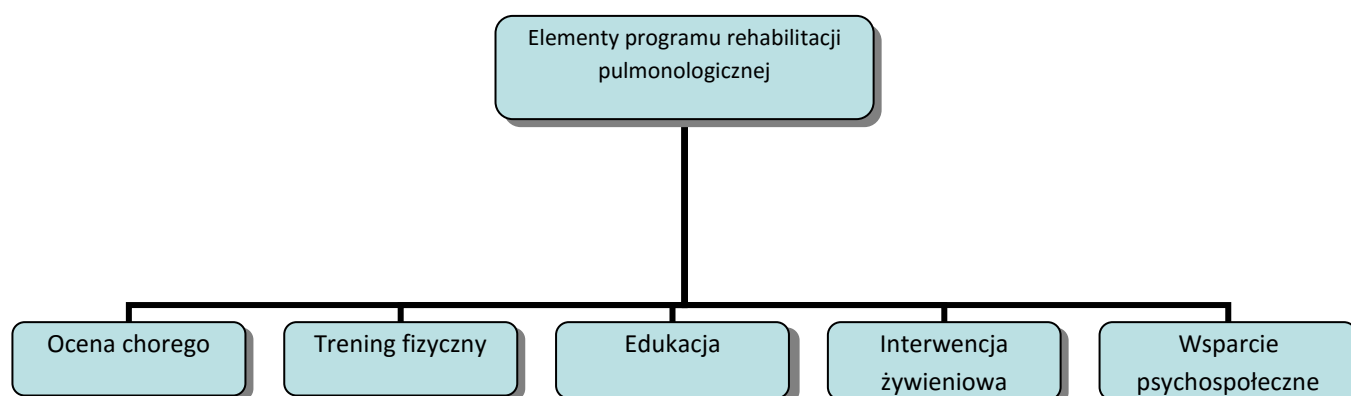 Elementy programu rehabilitacji
pulmonologicznej
Ocena chorego
Trening fizyczny
Edukacja
Interwencja
żywieniowa
Wsparcie
psychospołeczne